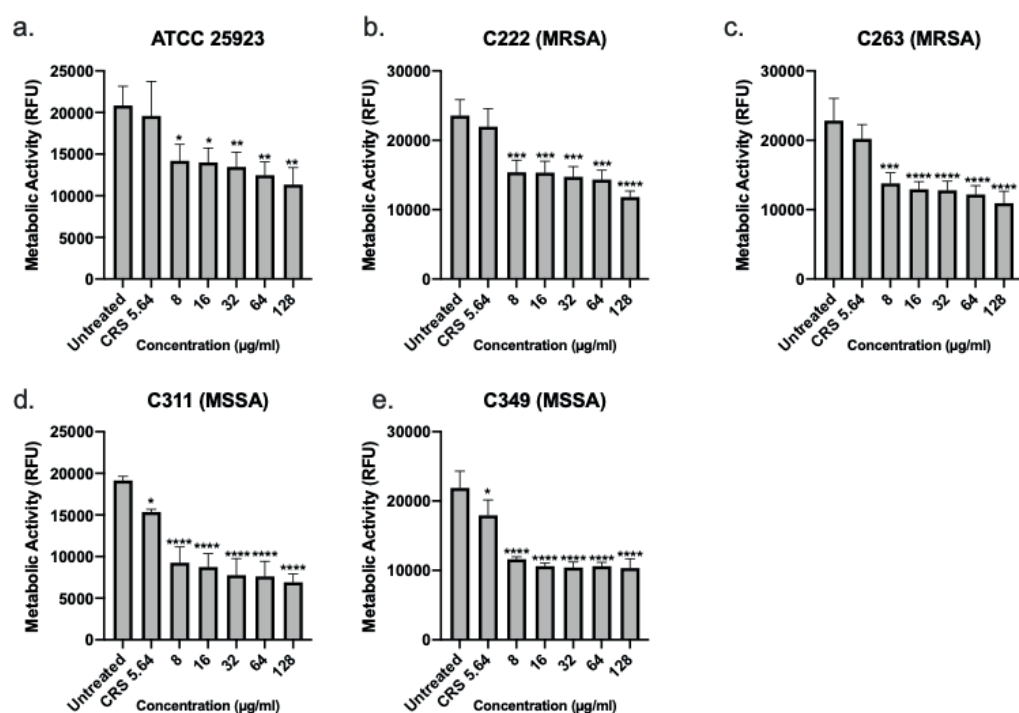 a.
ATCC 25923
Metabolic Activity (RFU)
25000
20000
15000
10000
5000
0
* * ** ** **
Untreated CRS 5.64 8 16 32 64 128
Concentration (µg/ml)
b.
C222 (MRSA)
Metabolic Activity (RFU)
30000
20000
10000
0
*** *** *** *** ****
Untreated CRS 5.64 8 16 32 64 128
Concentration (µg/ml)
c.
C263 (MRSA)
Metabolic Activity (RFU)
30000
20000
10000
0
*** **** **** **** ****
Untreated CRS 5.64 8 16 32 64 128
Concentration (µg/ml)
d.
C311 (MSSA)
Metabolic Activity (RFU)
25000
20000
15000
10000
5000
0
* **** **** **** **** ****
Untreated CRS 5.64 8 16 32 64 128
Concentration (µg/ml)
e.
C349 (MSSA)
Metabolic Activity (RFU)
30000
20000
10000
0
* **** **** **** **** ****
Untreated CRS 5.64 8 16 32 64 128
Concentration (µg/ml)